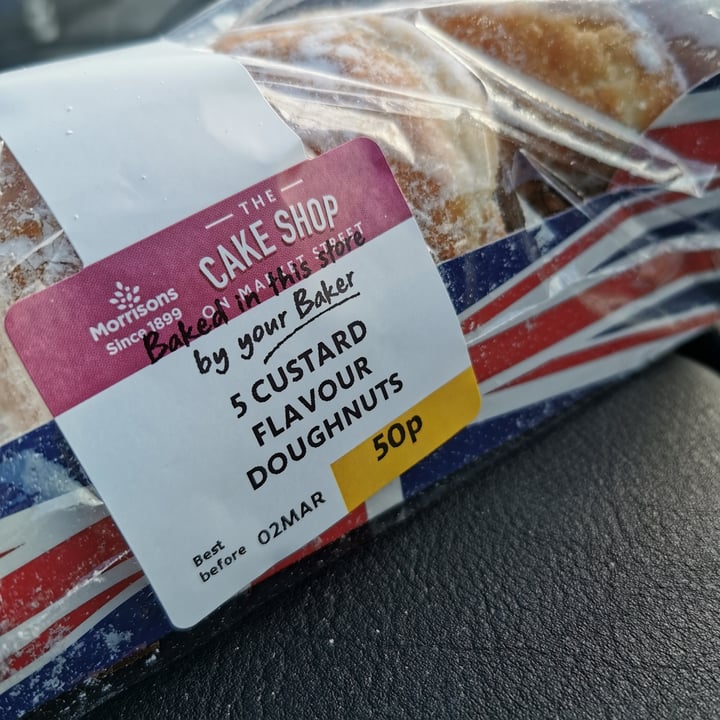 THE
CAKE SHOP
ON MARKET STREET
Morrisons
Since 1899
Baked in this store
by your Baker
5 CUSTARD
FLAVOUR
DOUGHNUTS
50p
Best
before 02MAR